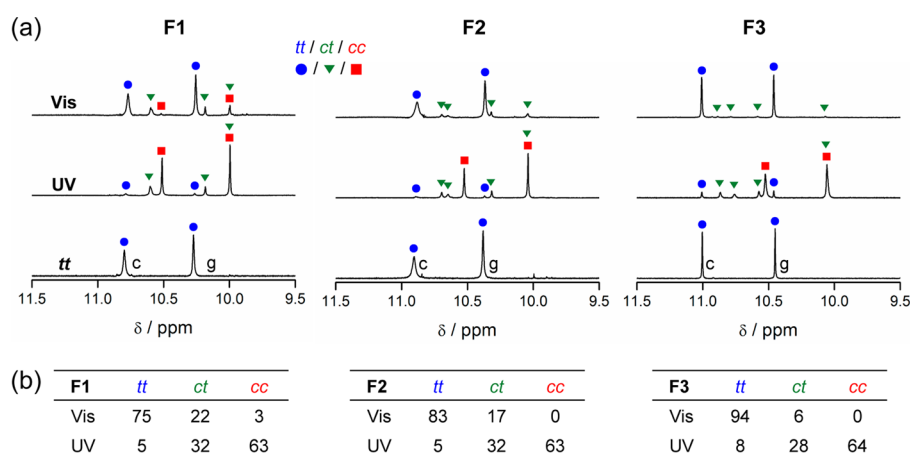 (a)
F1 F2 F3
tt / ct / cc
/ /
Vis
UV
tt c g c g c g
11.5 11.0 10.5 10.0 9.5 11.5 11.0 10.5 10.0 9.5 11.5 11.0 10.5 10.0 9.5
δ / ppm δ / ppm δ / ppm
(b)
F1 tt ct cc F2 tt ct cc F3 tt ct cc
Vis 75 22 3 Vis 83 17 0 Vis 94 6 0
UV 5 32 63 UV 5 32 63 UV 8 28 64